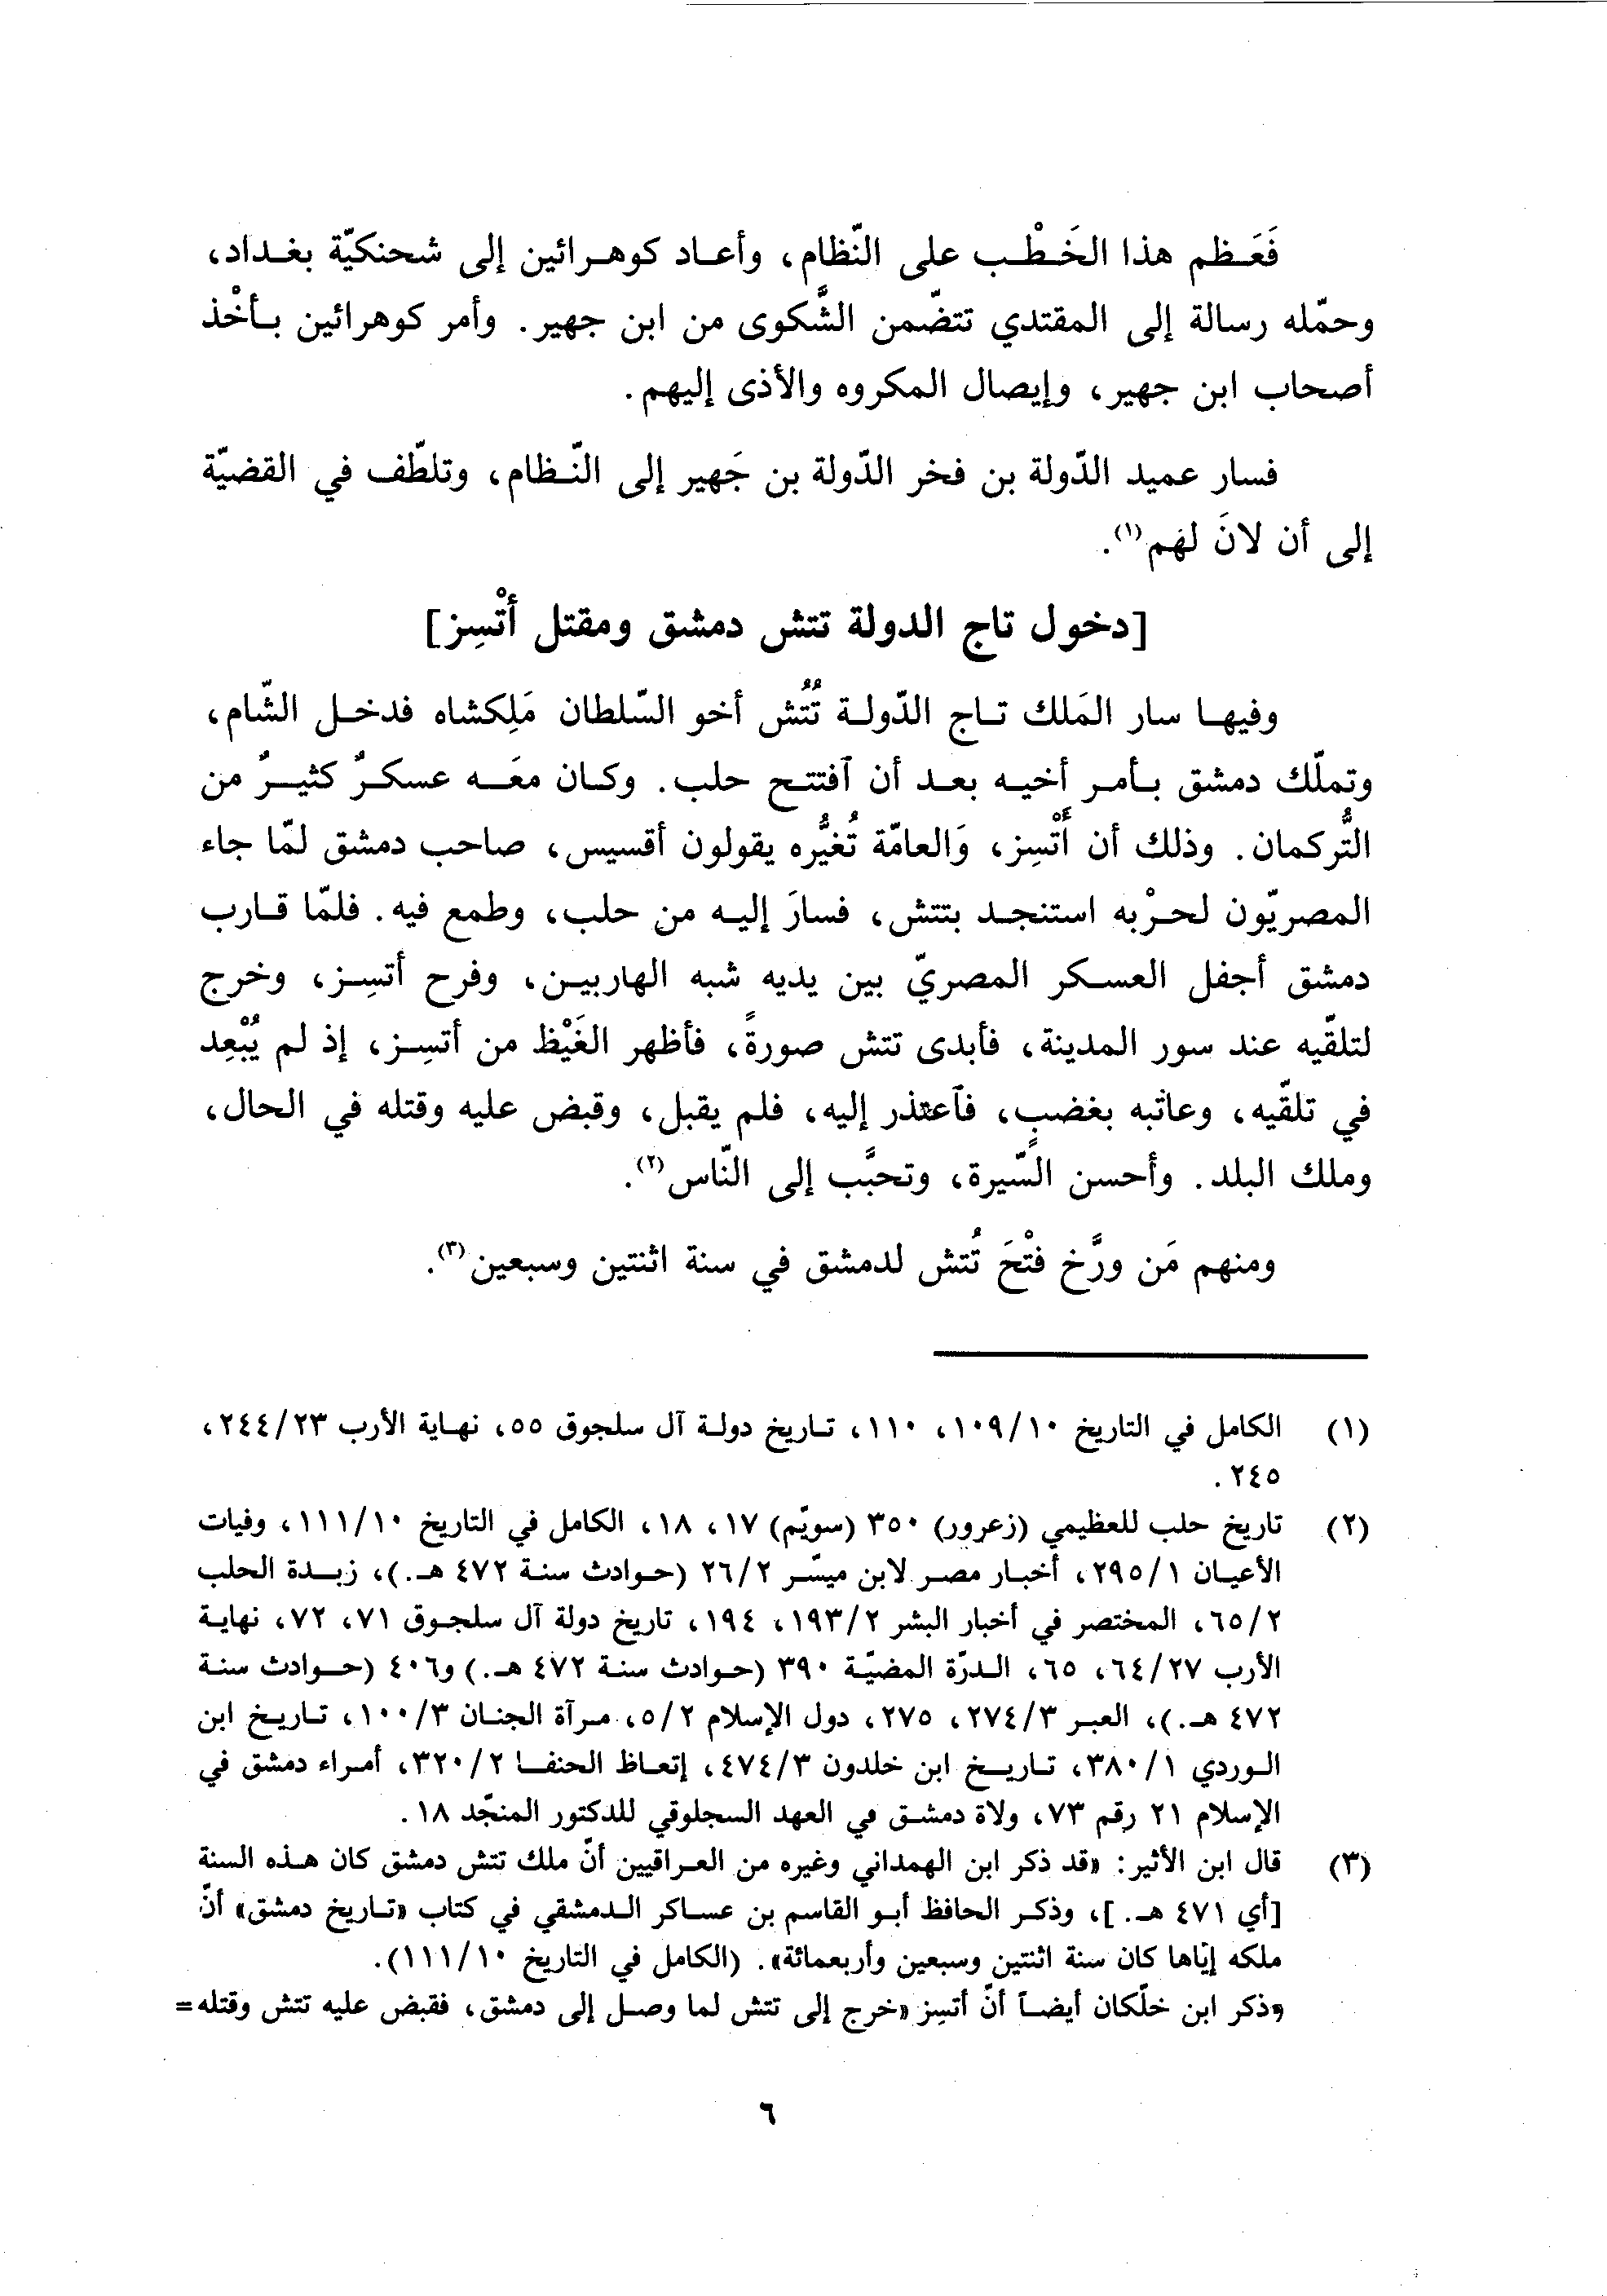 فَعَظم هذا الخَطْب على النّظام، وأعاد كوهرائين إلى شحنكيّة بغداد،
وحمّله رسالة إلى المقتدي تتضّمن الشَّكوى من ابن جهير. وأمر كوهرائين بأخْذ
أصحاب ابن جهير، وإيصال المكروه والأذى إليهم.
فسار عميد الدّولة بن فخر الدّولة بن جَهير إلى النّظام، وتلطّف في القضيّة
إلى أن لانَ لهم(١).
[دخول تاج الدولة تتش دمشق ومقتل أتْسِز]
وفيها سار المَلك تاج الدّولة تُتُش أخو السّلطان مَلِكشاه فدخل الشّام،
وتملّك دمشق بأمر أخيه بعد أن آفتتح حلب. وكان معَه عسكرٌ كثيرٌ من
التُّركمان. وذلك أن أتْسِز، وَالعامّة تُغيُّره يقولون أقسيس، صاحب دمشق لمّا جاء
المصريّون لحرْبه استنجد بتتش، فسارَ إليه من حلب، وطمع فيه. فلمّا قارب
دمشق أجفل العسكر المصريّ بين يديه شبه الهاربين، وفرح أتسِز، وخرج
لتلقّيه عند سور المدينة، فأبدى تتش صورةً، فأظهر الغَيْظ من أتسِز، إذ لم يُبْعِد
في تلقّيه، وعاتبه بغضبٍ، فآعتذر إليه، فلم يقبل، وقبض عليه وقتله في الحال،
وملك البلد. وأحسن السّيرة، وتحبَّب إلى النّاس(٢).
ومنهم مَن ورَّخ فتْحَ تُتش لدمشق في سنة اثنتين وسبعين(٣).
(١) الكامل في التاريخ ١٠٩/١٠، ١١٠، تاريخ دولة آل سلجوق ٥٥، نهاية الأرب ٢٤٤/٢٣،
٢٤٥.
(٢) تاريخ حلب للعظيمي (زعرور) ٣٥٠ (سويّم) ١٧، ١٨، الكامل في التاريخ ١١١/١٠، وفيات
الأعيان ٢٩٥/١، أخبار مصر لابن ميسّر ٢٦/٢ (حوادث سنة ٤٧٢ هـ.)، زبدة الحلب
٦٥/٢، المختصر في أخبار البشر ١٩٣/٢، ١٩٤، تاريخ دولة آل سلجوق ٧١، ٧٢، نهاية
الأرب ٦٤/٢٧، ٦٥، الدرّة المضيّة ٣٩٠ (حوادث سنة ٤٧٢ هـ.) و٤٠٦ (حوادث سنة
٤٧٢ هـ.)، العبر ٢٧٤/٣، ٢٧٥، دول الإسلام ٥/٢، مرآة الجنان ١٠٠/٣، تاريخ ابن
الوردي ٣٨٠/١، تاريخ ابن خلدون ٤٧٤/٣، إتعاظ الحنفا ٣٢٠/٢، أمراء دمشق في
الإسلام ٢١ رقم ٧٣، ولاة دمشق في العهد السجلوقي للدكتور المنجّد ١٨.
(٣) قال ابن الأثير: «قد ذكر ابن الهمداني وغيره من العراقيين أنّ ملك تتش دمشق كان هذه السنة
[أي ٤٧١ هـ.]، وذكر الحافظ أبو القاسم بن عساكر الدمشقي في كتاب «تاريخ دمشق» أنّ
ملكه إيّاها كان سنة اثنتين وسبعين وأربعمائة». (الكامل في التاريخ ١١١/١٠).
وذكر ابن خلّكان أيضاً أنّ أتسِز «خرج إلى تتش لما وصل إلى دمشق، فقبض عليه تتش وقتله=
٦